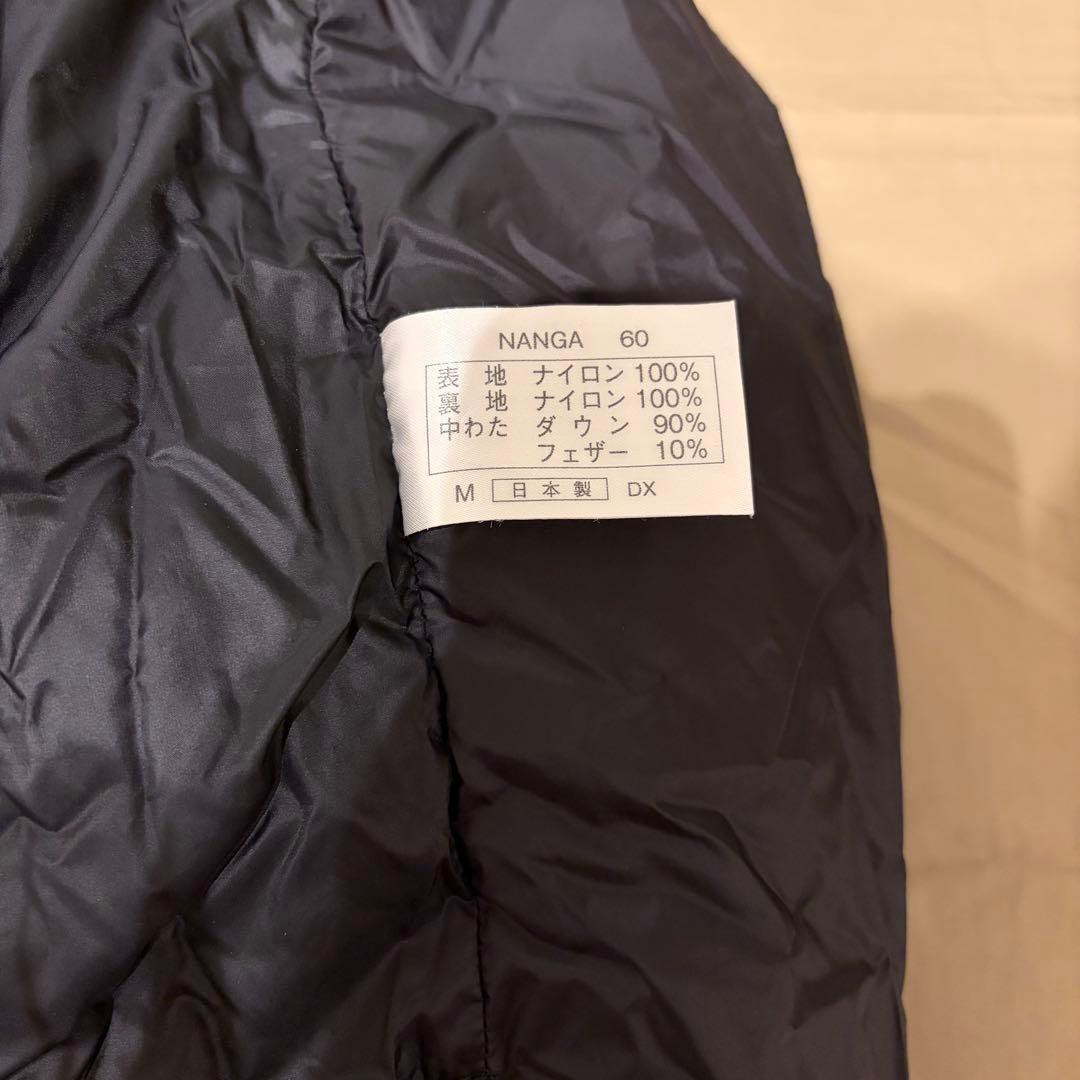 NANGA 60
表地 ナイロン 100%
裏地 ナイロン 100%
中わた ダウン 90%
フェザー 10%
M 日本製 DX